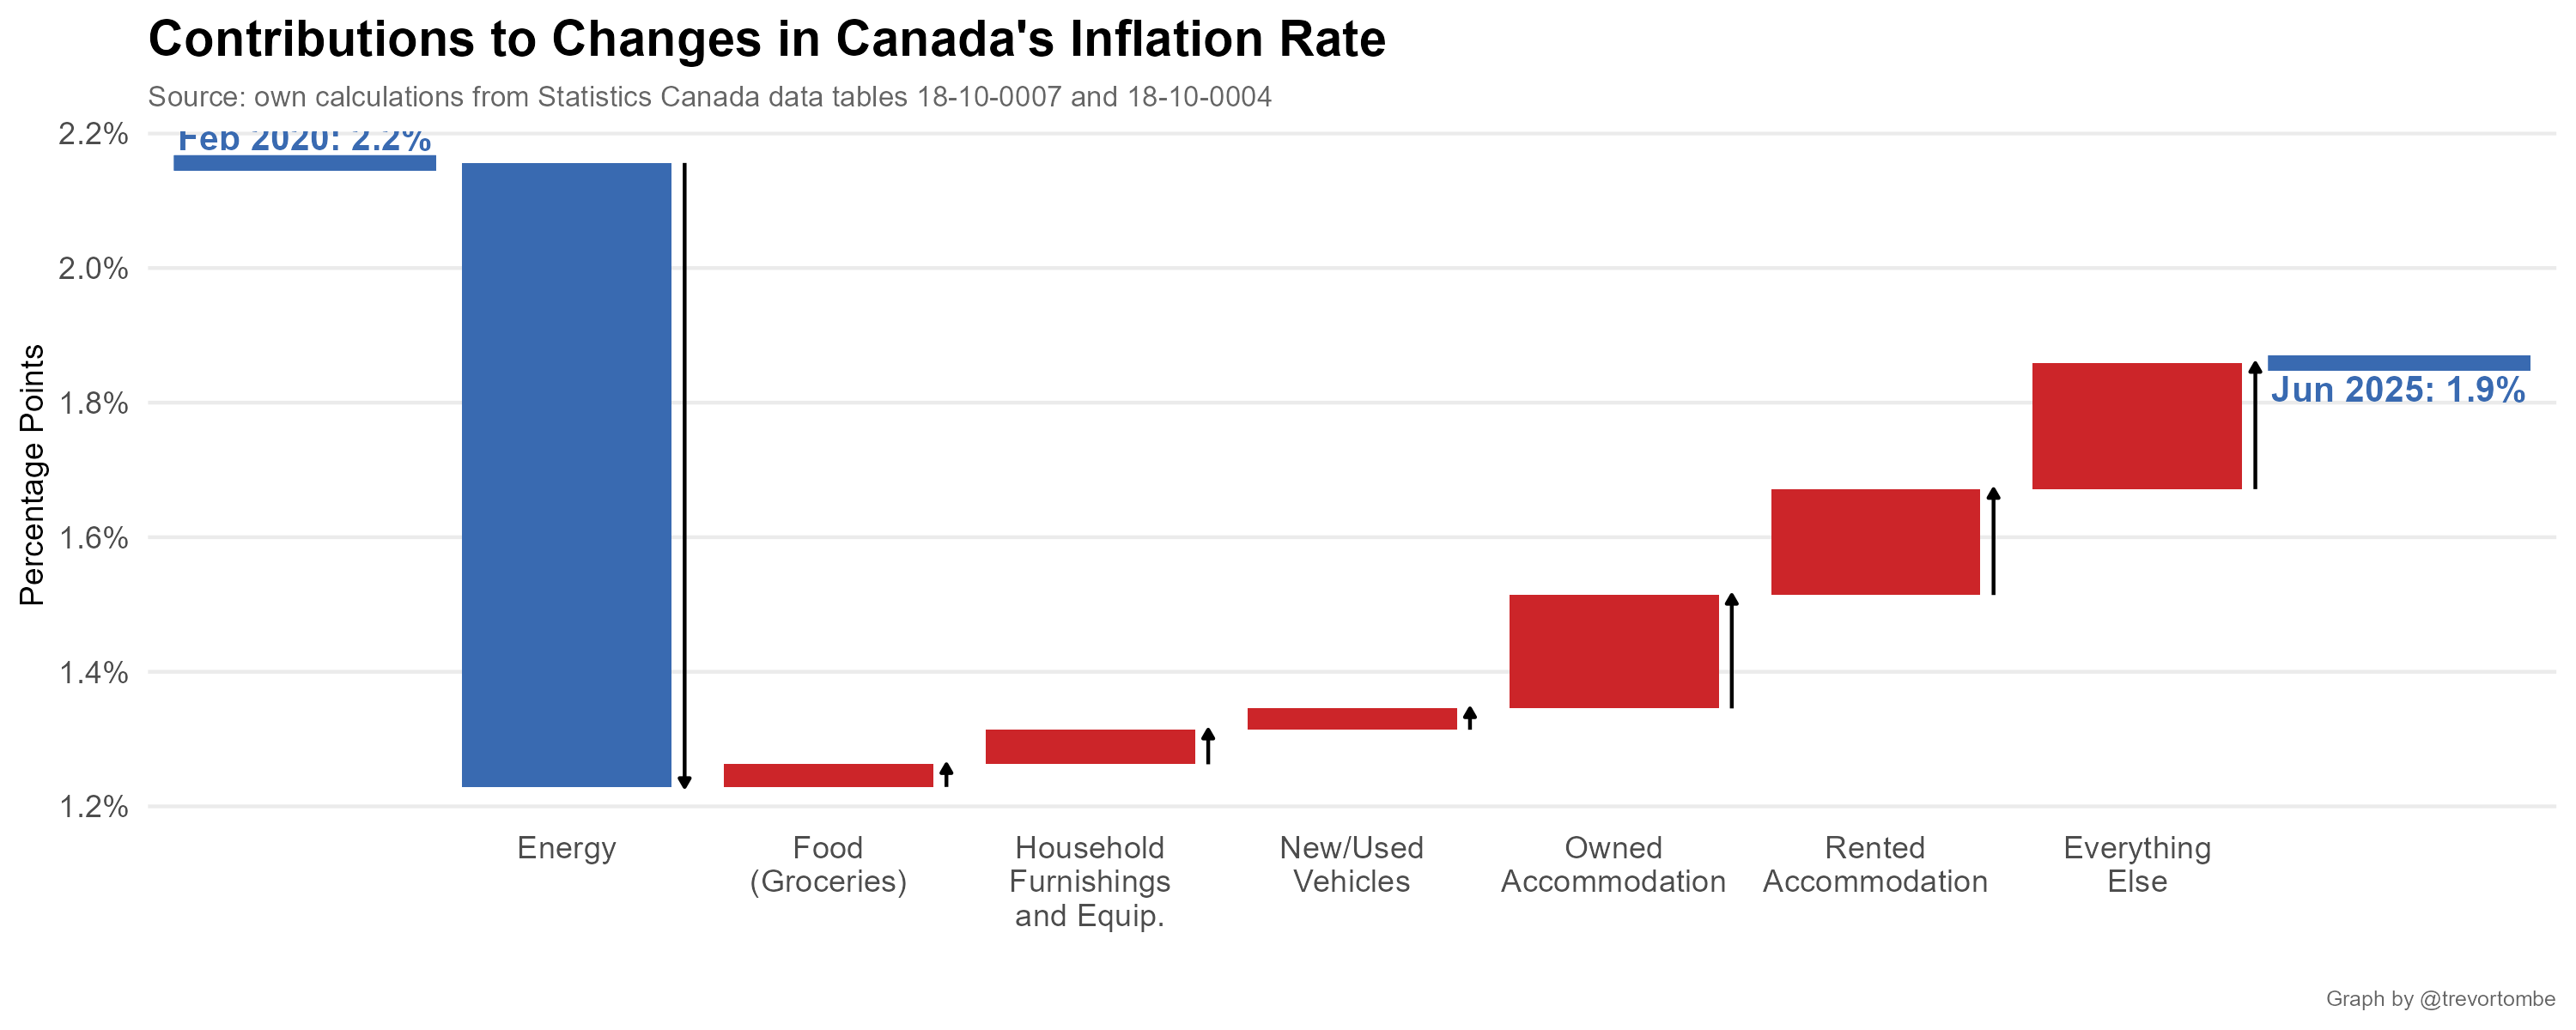 Contributions to Changes in Canada's Inflation Rate
Source: own calculations from Statistics Canada data tables 18-10-0007 and 18-10-0004
Percentage Points
2.2%
2.0%
1.8%
1.6%
1.4%
1.2%
Feb 2020: 2.2%
Jun 2025: 1.9%
Energy
Food
(Groceries)
Household
Furnishings
and Equip.
New/Used
Vehicles
Owned
Accommodation
Rented
Accommodation
Everything
Else
Graph by @trevortombe